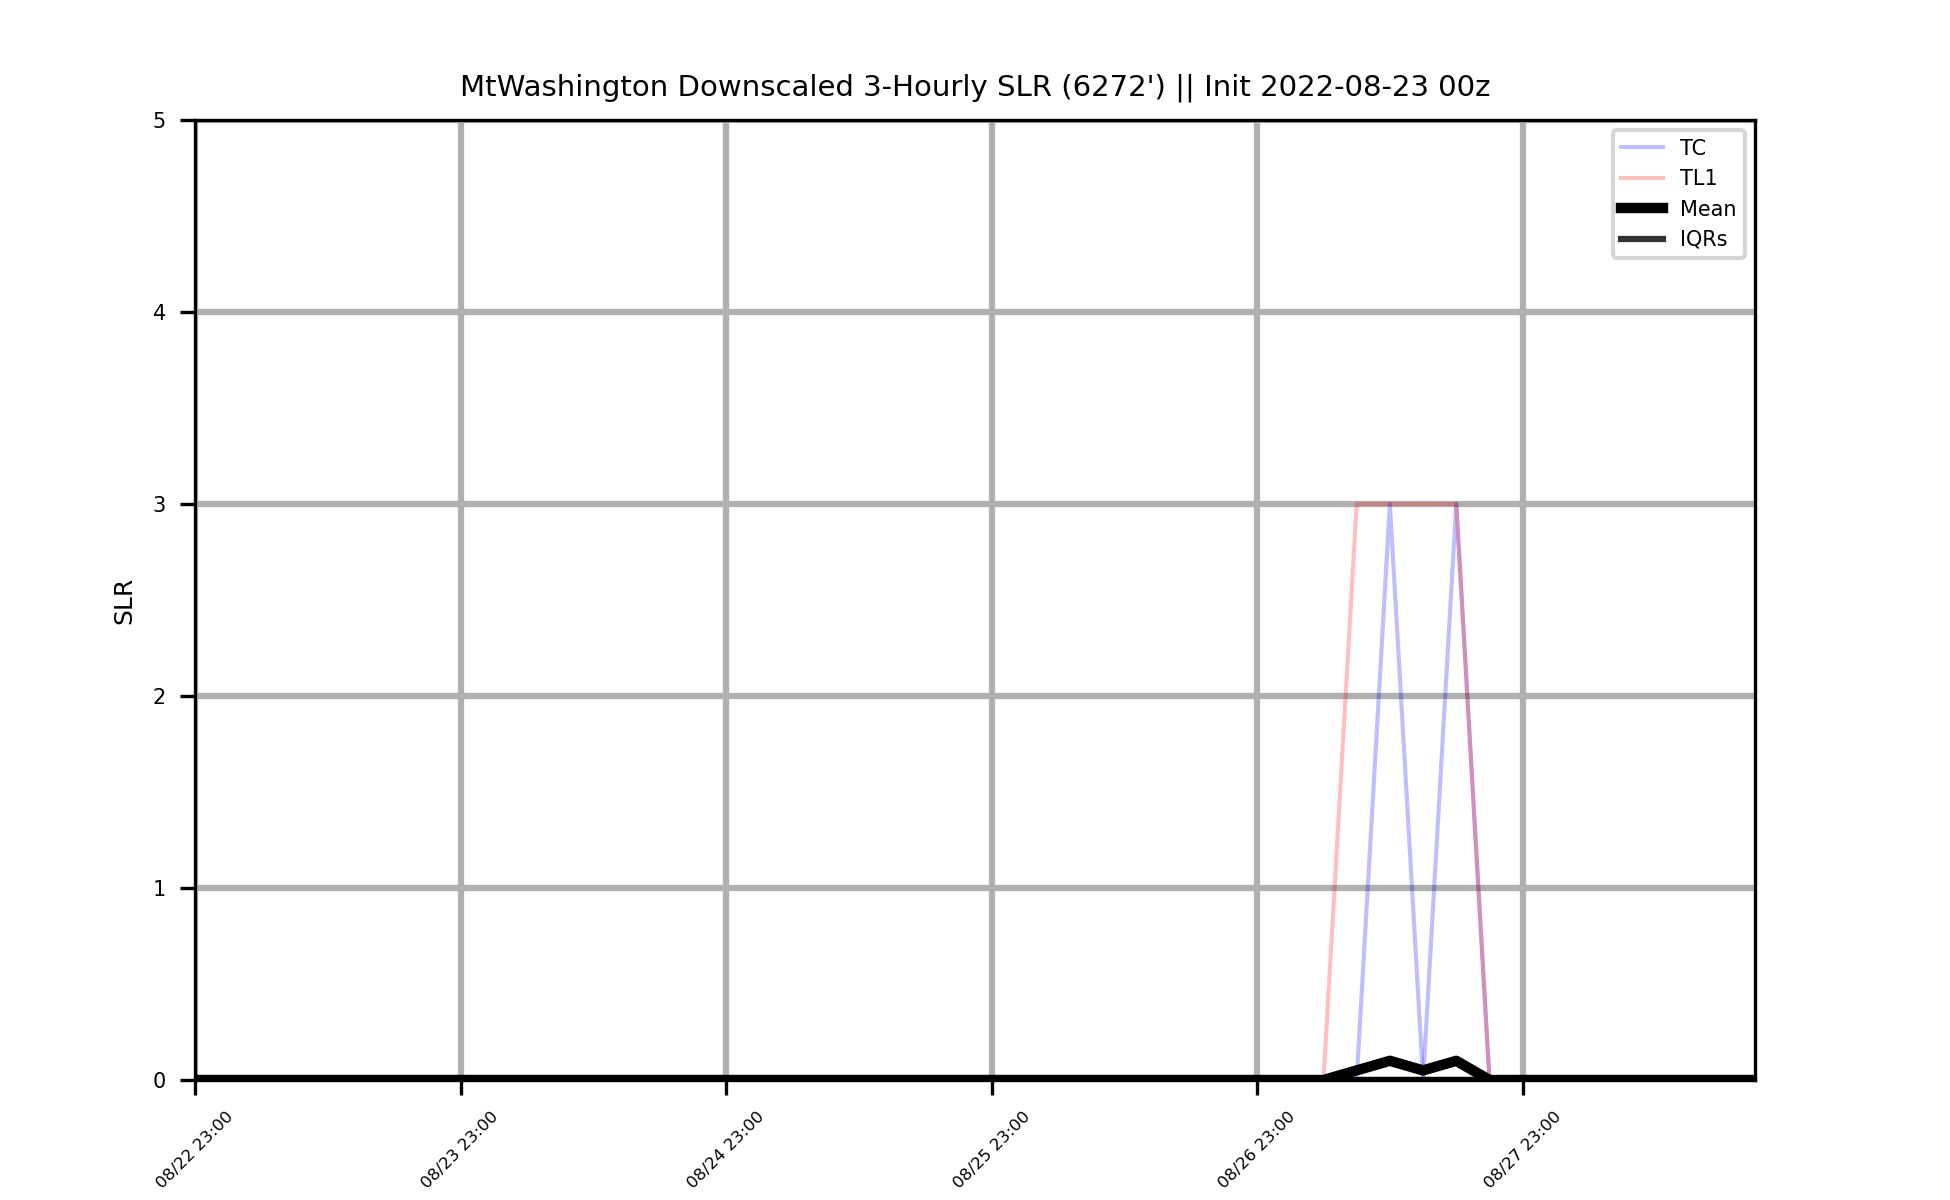 MtWashington Downscaled 3-Hourly SLR (6272') || Init 2022-08-23 00z
TC
TL1
Mean
IQRs
SLR
5
4
3
2
1
0
08/22 23:00
08/23 23:00
08/24 23:00
08/25 23:00
08/26 23:00
08/27 23:00